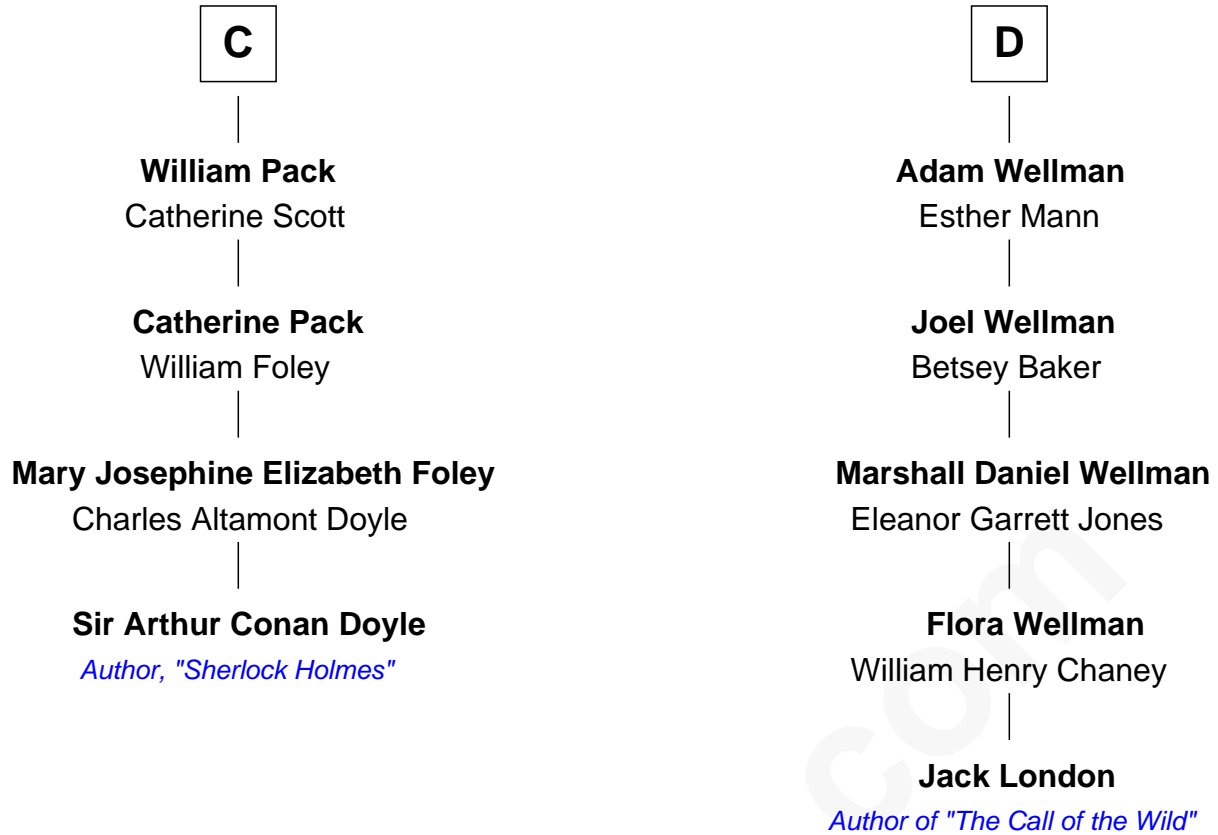 C
William Pack
Catherine Scott
Catherine Pack
William Foley
Mary Josephine Elizabeth Foley
Charles Altamont Doyle
Sir Arthur Conan Doyle
Author, "Sherlock Holmes"
D
Adam Wellman
Esther Mann
Joel Wellman
Betsey Baker
Marshall Daniel Wellman
Eleanor Garrett Jones
Flora Wellman
William Henry Chaney
Jack London
Author of "The Call of the Wild"
com